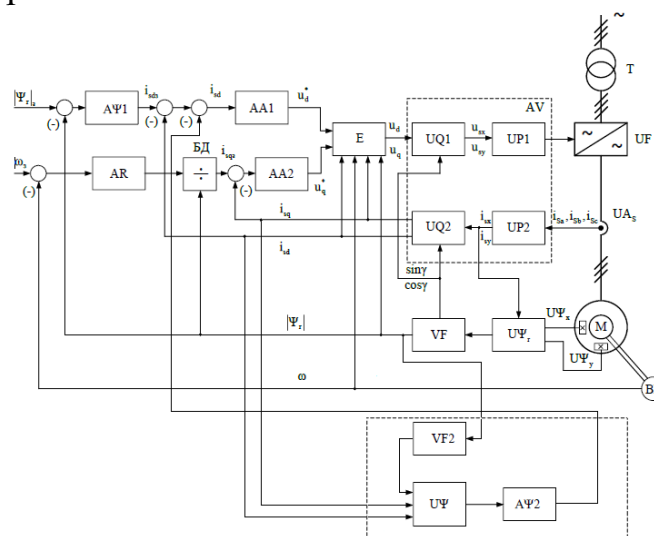 ~
T
|Ψr|з
AΨ1
isdз
isd
AA1
u*d
(-)
(-)
(-)
E
ud
uq
AV
UQ1
usx
usy
UP1
~
~
UF
ωз
(-)
AR
БД
÷
isqз
(-)
AA2
u*q
isq
isd
UQ2
isx
isy
UP2
iSa, iSb, iSc
UAS
sinγ
cosγ
|Ψr|
VF
UΨr
UΨx
UΨy
M
ω
VF2
UΨ
AΨ2